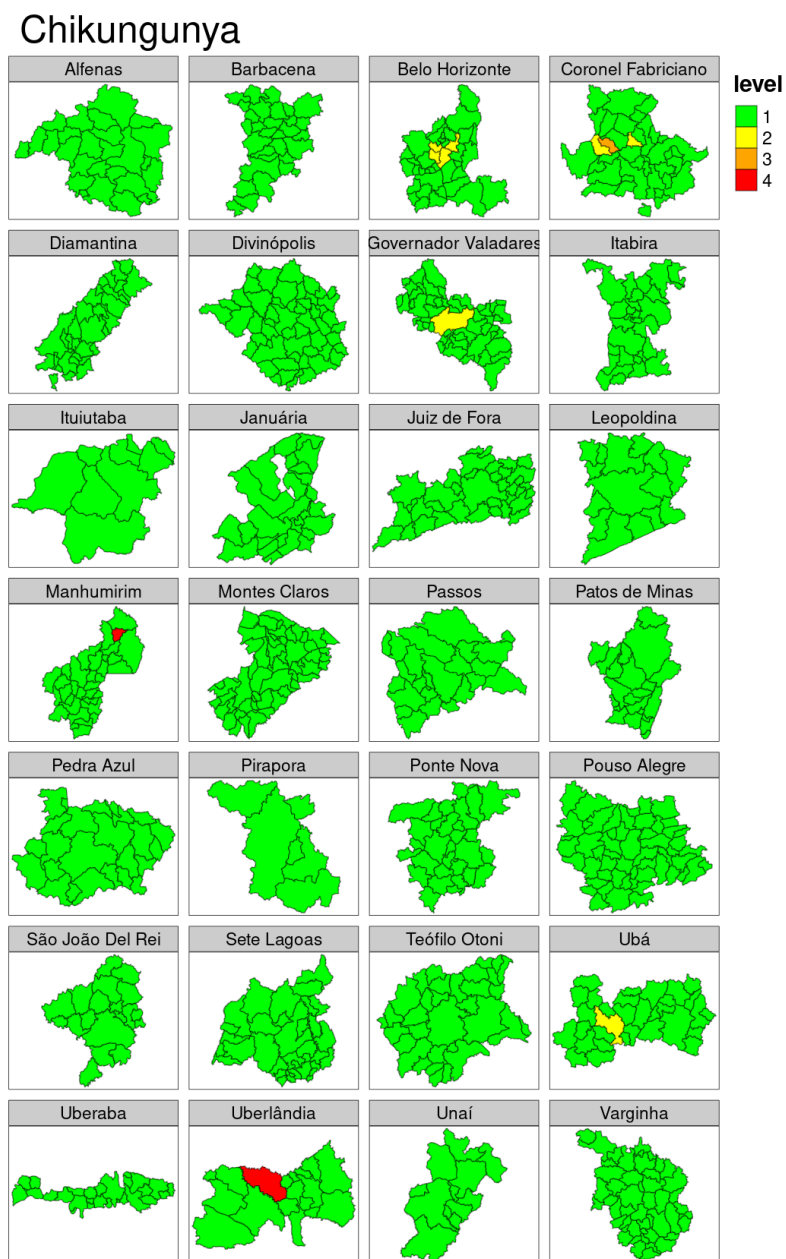 Chikungunya
Alfenas
Barbacena
Belo Horizonte
Coronel Fabriciano
level
1
2
3
4
Diamantina
Divinópolis
Governador Valadares
Itabira
Ituiutaba
Januária
Juiz de Fora
Leopoldina
Manhumirim
Montes Claros
Passos
Patos de Minas
Pedra Azul
Pirapora
Ponte Nova
Pouso Alegre
São João Del Rei
Sete Lagoas
Teófilo Otoni
Ubá
Uberaba
Uberlândia
Unaí
Varginha